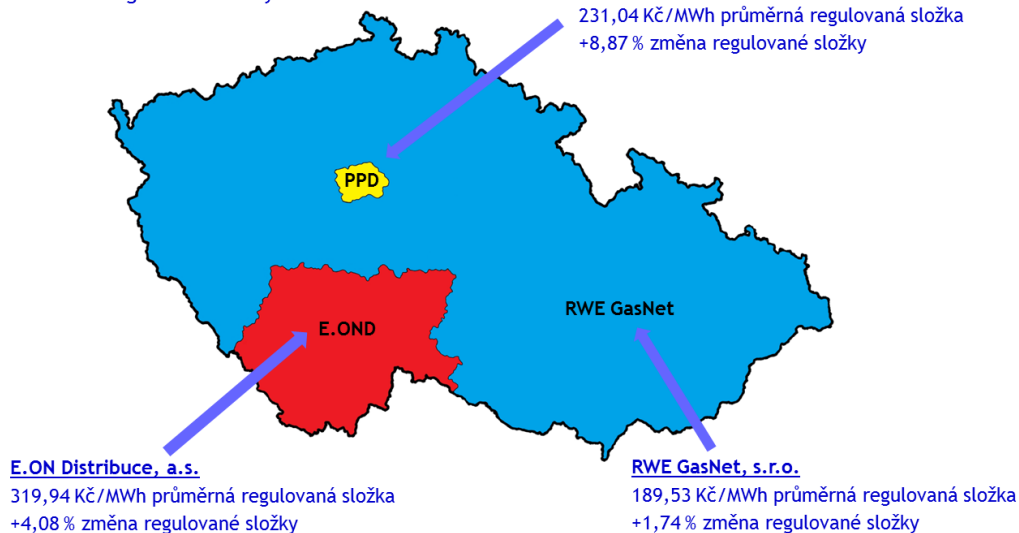 231,04 Kč/MWh průměrná regulovaná složka
+8,87 % změna regulované složky
PPD
RWE GasNet
E.OND
E.ON Distribuce, a.s.
319,94 Kč/MWh průměrná regulovaná složka
+4,08 % změna regulované složky
RWE GasNet, s.r.o.
189,53 Kč/MWh průměrná regulovaná složka
+1,74 % změna regulované složky